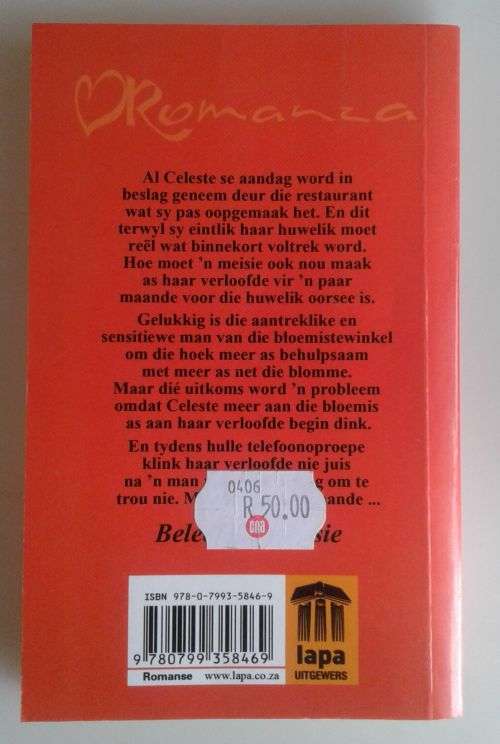 Romanza
Al Celeste se aandag word in
beslag geneem deur die restaurant
wat sy pas oopgemaak het. En dit
terwyl sy eintlik haar huwelik moet
reël wat binnekort voltrek word.
Hoe moet 'n meisie ook nou maak
as haar verloofde vir 'n paar
maande voor die huwelik oorsee is.
Gelukkig is die aantreklike en
sensitiewe man van die bloemistewinkel
om die hoek meer as behulpsaam
met meer as net die blomme.
Maar dié uitkoms word 'n probleem
omdat Celeste meer aan die bloemis
as aan haar verloofde begin dink.
En tydens hulle telefoonoproepe
klink haar verloofde nie juis
na 'n man om te
trou nie.
0406
R 50.00
cna
ISBN 978-0-7993-5846-9
9 780799 358469
Romanse www.lapa.co.za
lapa
UITGEWERS